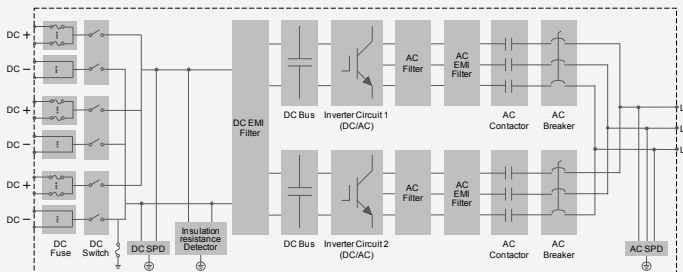 DC +
DC −
DC +
DC −
DC +
DC −
DC
Fuse
DC
Switch
DC SPD
Insulation
resistance
Detector
DC EMI
Filter
DC Bus
Inverter Circuit 1
(DC/AC)
AC
Filter
AC
EMI
Filter
AC
Contactor
AC
Breaker
DC Bus
Inverter Circuit 2
(DC/AC)
AC
Filter
AC
EMI
Filter
AC
Contactor
AC
Breaker
AC SPD
L
L
L